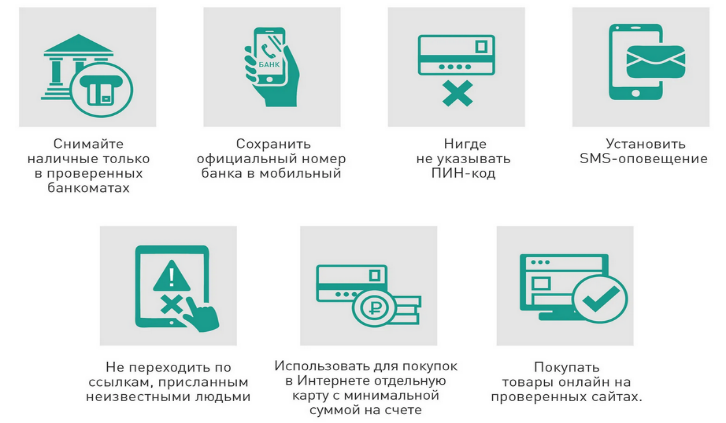 БАНК
Снимайте
наличные только
в проверенных
банкоматах
Сохранить
официальный номер
банка в мобильный
Нигде
не указывать
ПИН-код
Установить
SMS-оповещение
Не переходить по
ссылкам, присланным
неизвестными людьми
Использовать для покупок
в Интернете отдельную
карту с минимальной
суммой на счете
Покупать
товары онлайн на
проверенных сайтах.